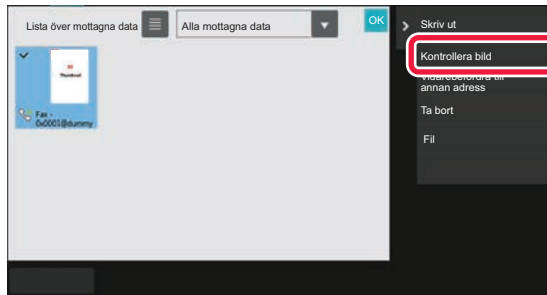 Lista över mottagna data
Alla mottagna data
OK
Skriv ut
Kontrollera bild
Vidarebefordra till
annan adress
Ta bort
Fil
Thumbnail
Fax -
0x0001@dummy